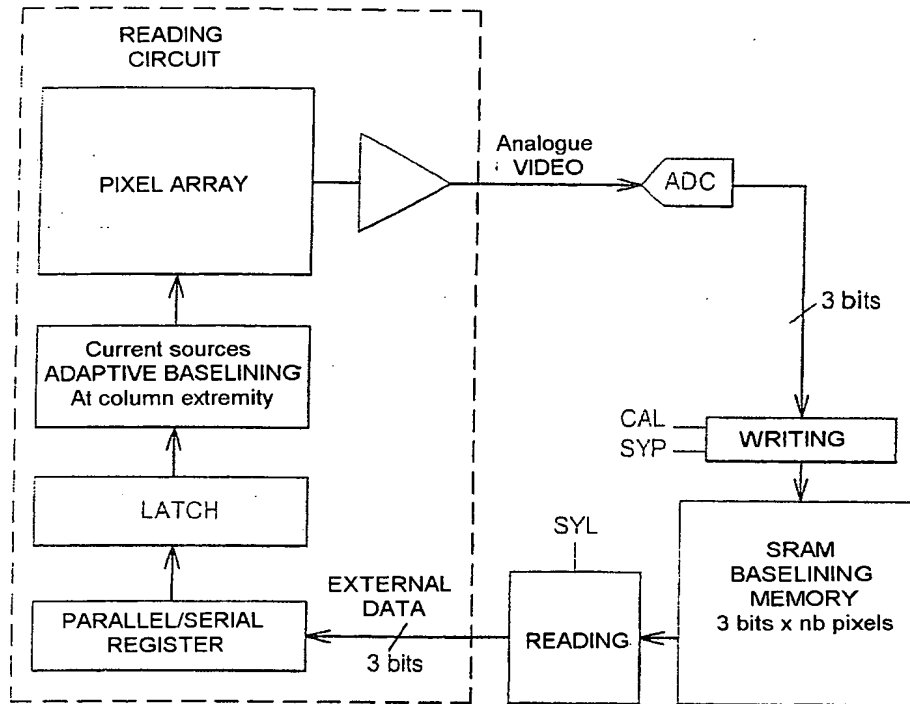 READING
CIRCUIT
PIXEL ARRAY
Analogue
VIDEO
ADC
3 bits
Current sources
ADAPTIVE BASELINING
At column extremity
CAL
SYP
WRITING
LATCH
SYL
SRAM
BASELINING
MEMORY
3 bits x nb pixels
READING
EXTERNAL
DATA
3 bits
PARALLEL/SERIAL
REGISTER